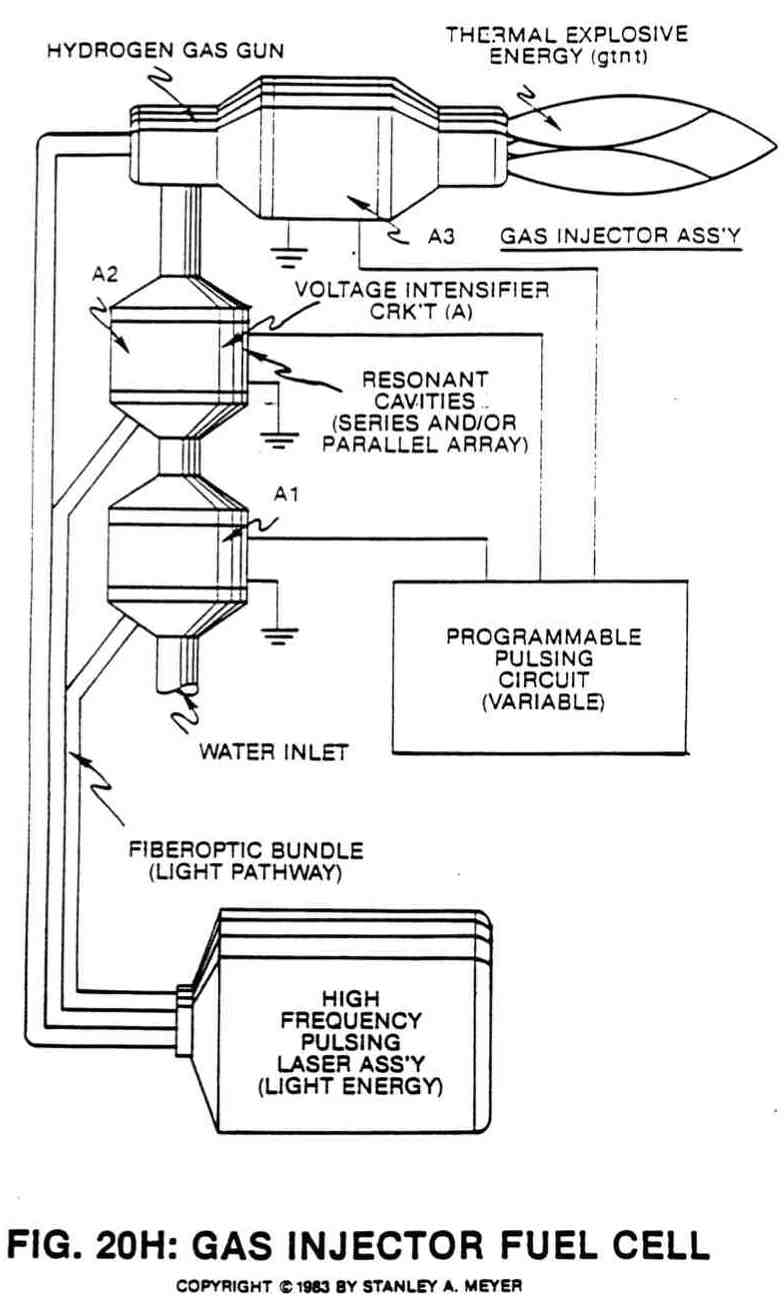 HYDROGEN GAS GUN
THERMAL EXPLOSIVE
ENERGY (gtnt)
A3
GAS INJECTOR ASS'Y
A2
VOLTAGE INTENSIFIER
CRK'T (A)
RESONANT
CAVITIES
(SERIES AND/OR
PARALLEL ARRAY)
A1
PROGRAMMABLE
PULSING
CIRCUIT
(VARIABLE)
WATER INLET
FIBEROPTIC BUNDLE
(LIGHT PATHWAY)
HIGH
FREQUENCY
PULSING
LASER ASS'Y
(LIGHT ENERGY)
FIG. 20H: GAS INJECTOR FUEL CELL
COPYRIGHT © 1983 BY STANLEY A. MEYER